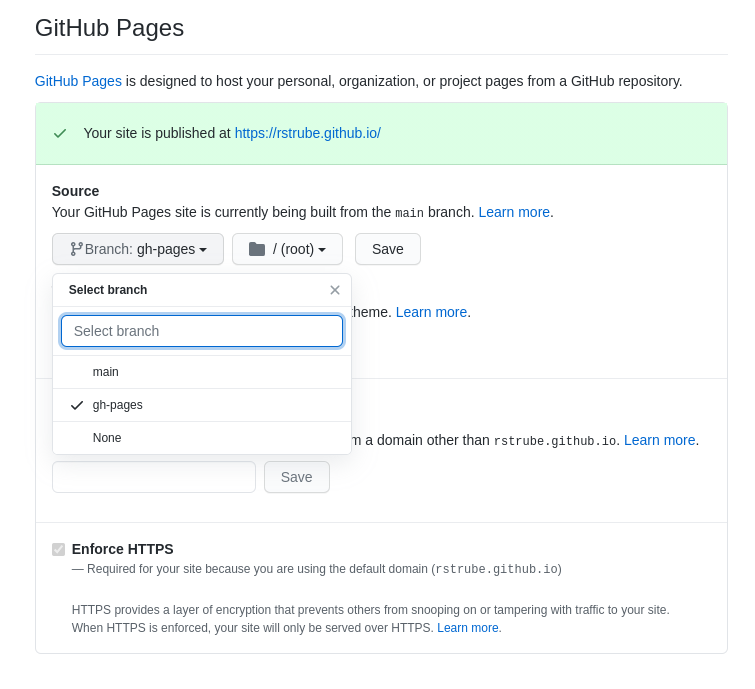 GitHub Pages
GitHub Pages is designed to host your personal, organization, or project pages from a GitHub repository.
Your site is published at https://rstrube.github.io/
Source
Your GitHub Pages site is currently being built from the main branch. Learn more.
Branch: gh-pages / (root) Save
Select branch
heme. Learn more.
Select branch
main
gh-pages
m a domain other than rstrube.github.io. Learn more.
None
Save
Enforce HTTPS
— Required for your site because you are using the default domain (rstrube.github.io)
HTTPS provides a layer of encryption that prevents others from snooping on or tampering with traffic to your site.
When HTTPS is enforced, your site will only be served over HTTPS. Learn more.